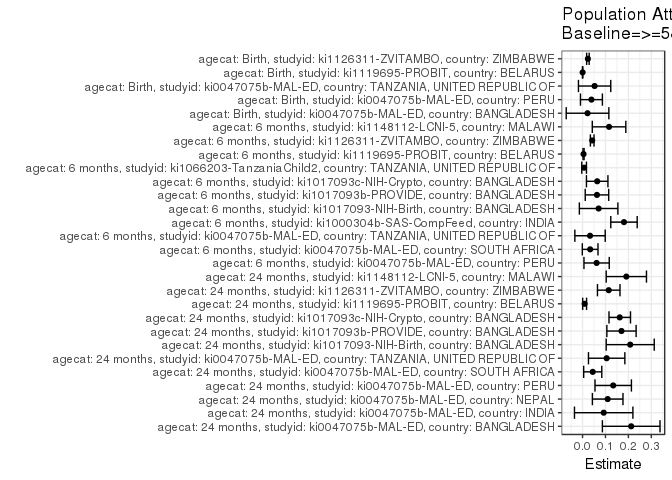 Population Att
Baseline=>=5
agecat: Birth, studyid: ki1126311-ZVITAMBO, country: ZIMBABWE
agecat: Birth, studyid: ki1119695-PROBIT, country: BELARUS
agecat: Birth, studyid: ki0047075b-MAL-ED, country: TANZANIA, UNITED REPUBLIC OF
agecat: Birth, studyid: ki0047075b-MAL-ED, country: PERU
agecat: Birth, studyid: ki0047075b-MAL-ED, country: BANGLADESH
agecat: 6 months, studyid: ki1148112-LCNI-5, country: MALAWI
agecat: 6 months, studyid: ki1126311-ZVITAMBO, country: ZIMBABWE
agecat: 6 months, studyid: ki1119695-PROBIT, country: BELARUS
agecat: 6 months, studyid: ki1066203-TanzaniaChild2, country: TANZANIA, UNITED REPUBLIC OF
agecat: 6 months, studyid: ki1017093c-NIH-Crypto, country: BANGLADESH
agecat: 6 months, studyid: ki1017093b-PROVIDE, country: BANGLADESH
agecat: 6 months, studyid: ki1017093-NIH-Birth, country: BANGLADESH
agecat: 6 months, studyid: ki1000304b-SAS-CompFeed, country: INDIA
agecat: 6 months, studyid: ki0047075b-MAL-ED, country: TANZANIA, UNITED REPUBLIC OF
agecat: 6 months, studyid: ki0047075b-MAL-ED, country: SOUTH AFRICA
agecat: 6 months, studyid: ki0047075b-MAL-ED, country: PERU
agecat: 24 months, studyid: ki1148112-LCNI-5, country: MALAWI
agecat: 24 months, studyid: ki1126311-ZVITAMBO, country: ZIMBABWE
agecat: 24 months, studyid: ki1119695-PROBIT, country: BELARUS
agecat: 24 months, studyid: ki1017093c-NIH-Crypto, country: BANGLADESH
agecat: 24 months, studyid: ki1017093b-PROVIDE, country: BANGLADESH
agecat: 24 months, studyid: ki1017093-NIH-Birth, country: BANGLADESH
agecat: 24 months, studyid: ki0047075b-MAL-ED, country: TANZANIA, UNITED REPUBLIC OF
agecat: 24 months, studyid: ki0047075b-MAL-ED, country: SOUTH AFRICA
agecat: 24 months, studyid: ki0047075b-MAL-ED, country: PERU
agecat: 24 months, studyid: ki0047075b-MAL-ED, country: NEPAL
agecat: 24 months, studyid: ki0047075b-MAL-ED, country: INDIA
agecat: 24 months, studyid: ki0047075b-MAL-ED, country: BANGLADESH
0.0 0.1 0.2 0.3
Estimate